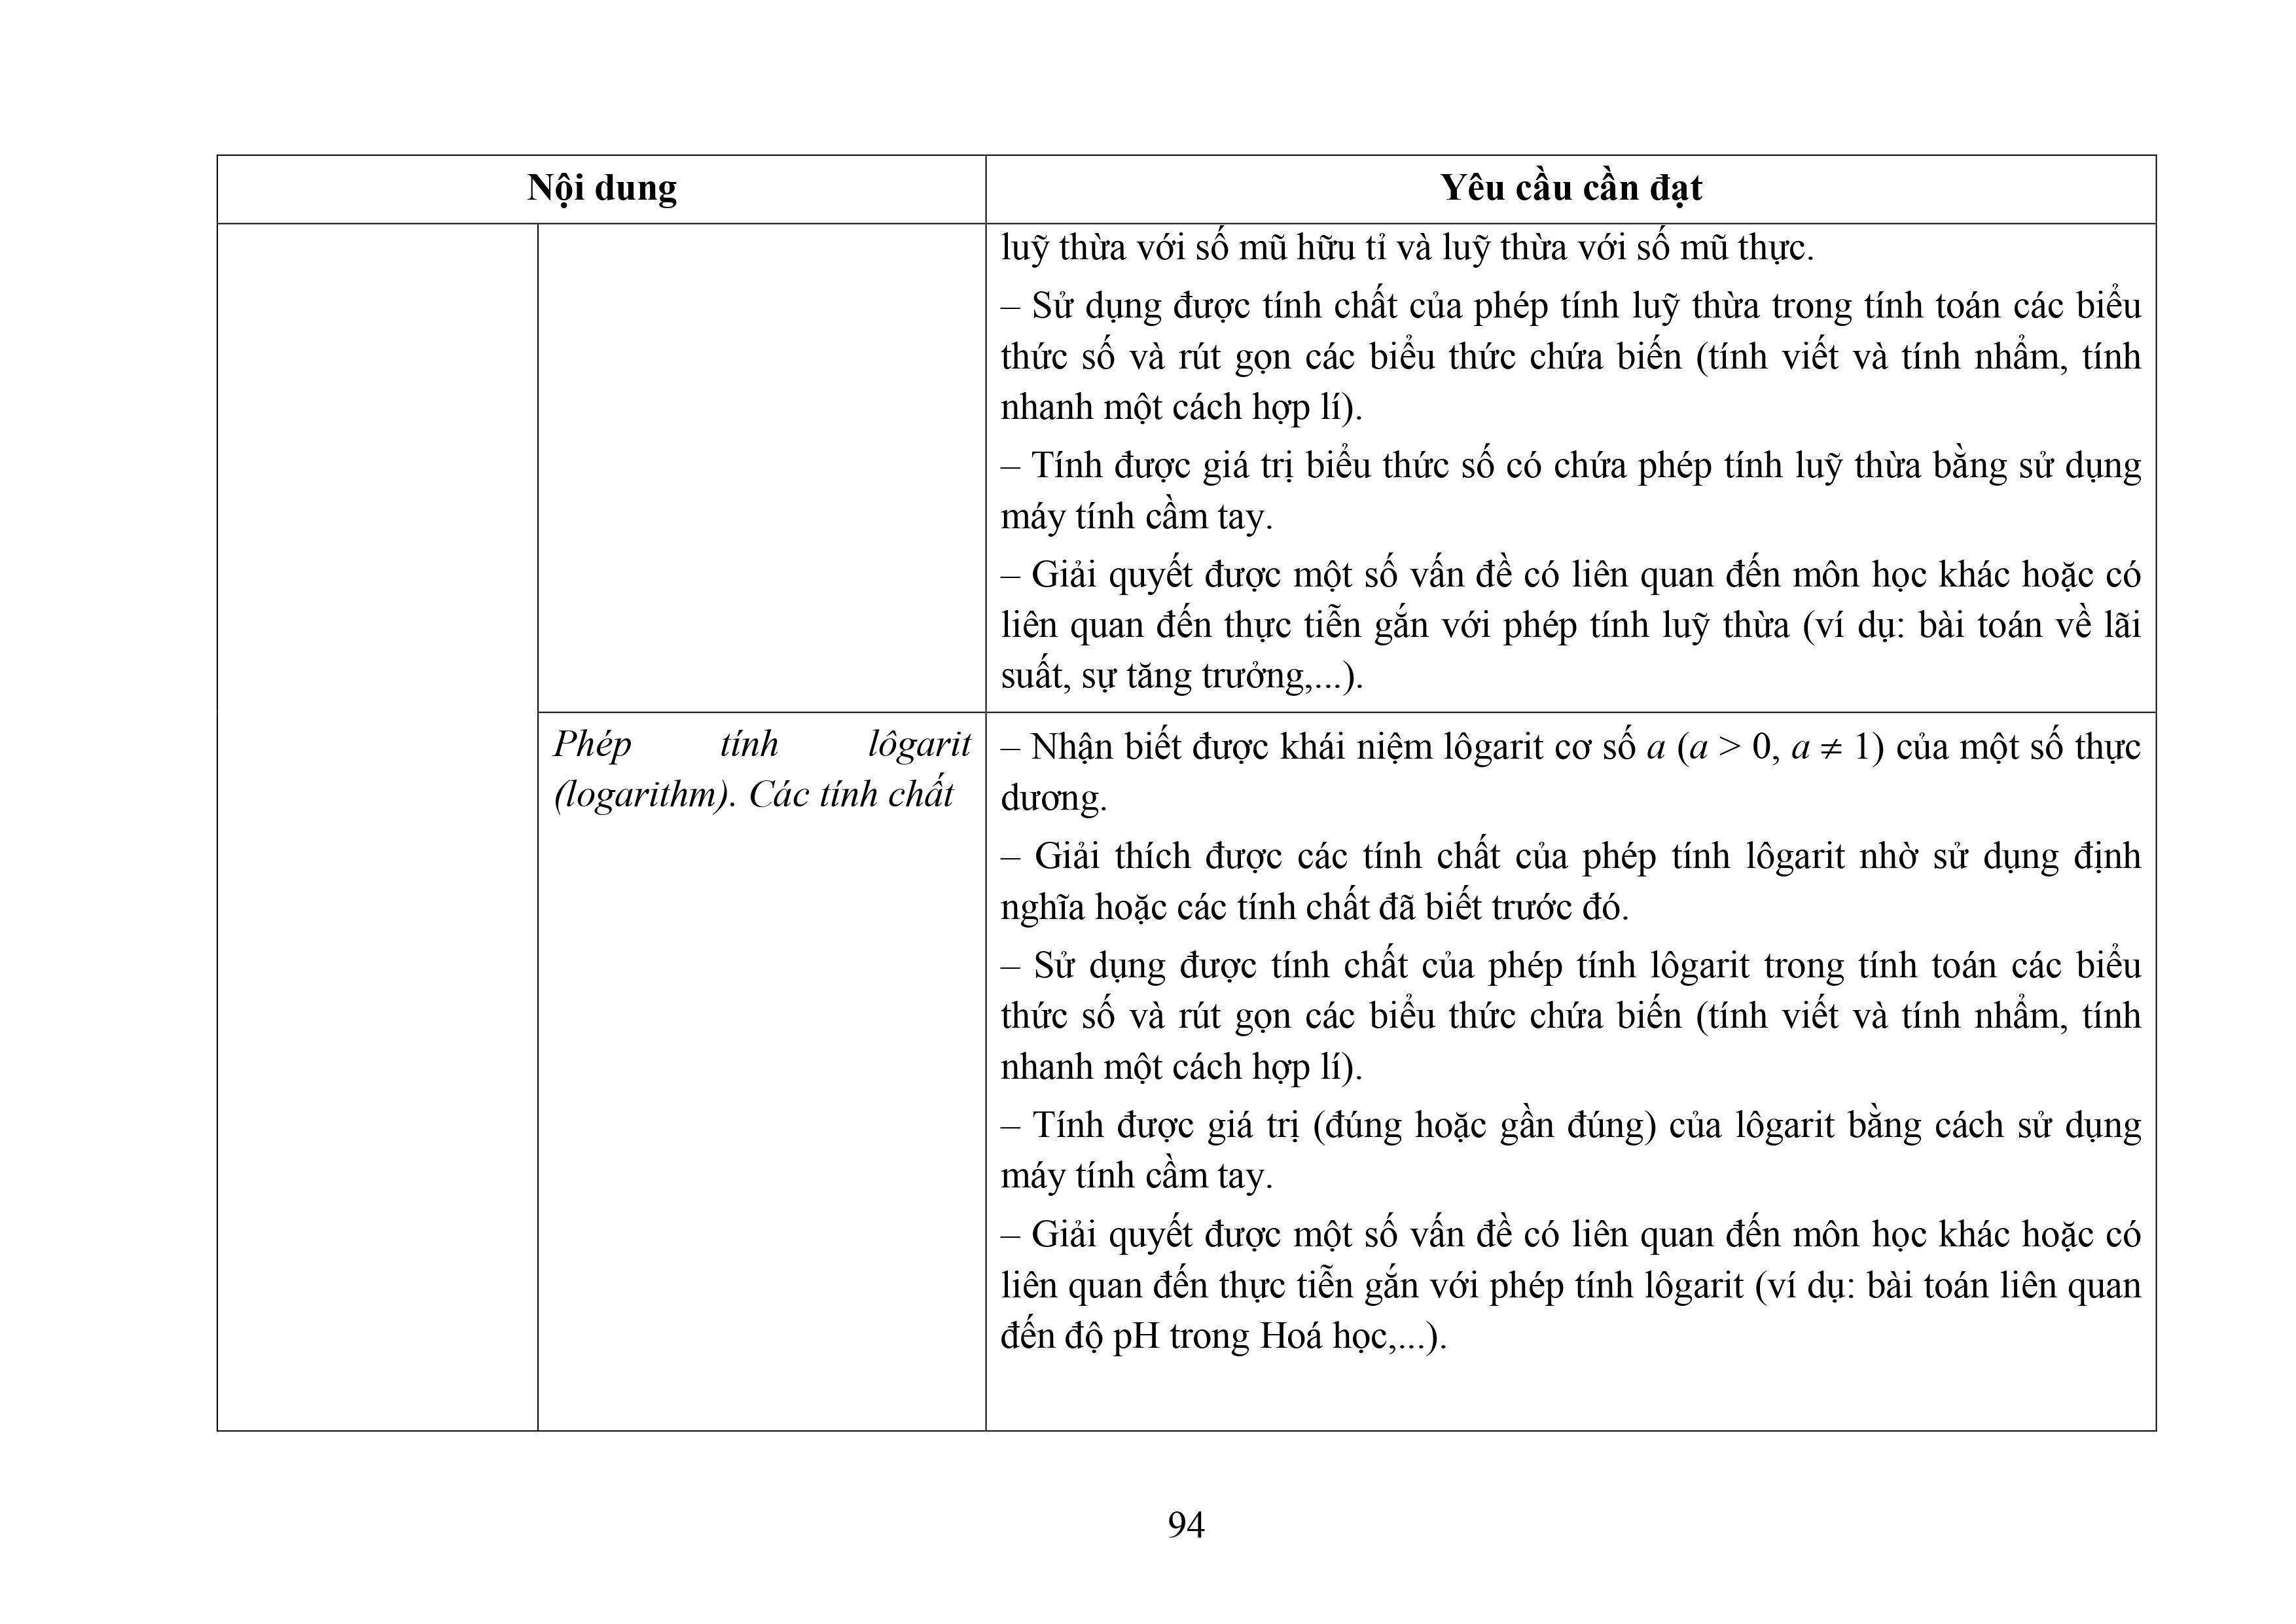 Nội dung
Yêu cầu cần đạt
luỹ thừa với số mũ hữu tỉ và luỹ thừa với số mũ thực.
– Sử dụng được tính chất của phép tính luỹ thừa trong tính toán các biểu
thức số và rút gọn các biểu thức chứa biến (tính viết và tính nhẩm, tính
nhanh một cách hợp lí).
– Tính được giá trị biểu thức số có chứa phép tính luỹ thừa bằng sử dụng
máy tính cầm tay.
– Giải quyết được một số vấn đề có liên quan đến môn học khác hoặc có
liên quan đến thực tiễn gắn với phép tính luỹ thừa (ví dụ: bài toán về lãi
suất, sự tăng trưởng,...).
Phép tính lôgarit
(logarithm). Các tính chất
– Nhận biết được khái niệm lôgarit cơ số a (a > 0, a ≠ 1) của một số thực
dương.
– Giải thích được các tính chất của phép tính lôgarit nhờ sử dụng định
nghĩa hoặc các tính chất đã biết trước đó.
– Sử dụng được tính chất của phép tính lôgarit trong tính toán các biểu
thức số và rút gọn các biểu thức chứa biến (tính viết và tính nhẩm, tính
nhanh một cách hợp lí).
– Tính được giá trị (đúng hoặc gần đúng) của lôgarit bằng cách sử dụng
máy tính cầm tay.
– Giải quyết được một số vấn đề có liên quan đến môn học khác hoặc có
liên quan đến thực tiễn gắn với phép tính lôgarit (ví dụ: bài toán liên quan
đến độ pH trong Hoá học,...).
94